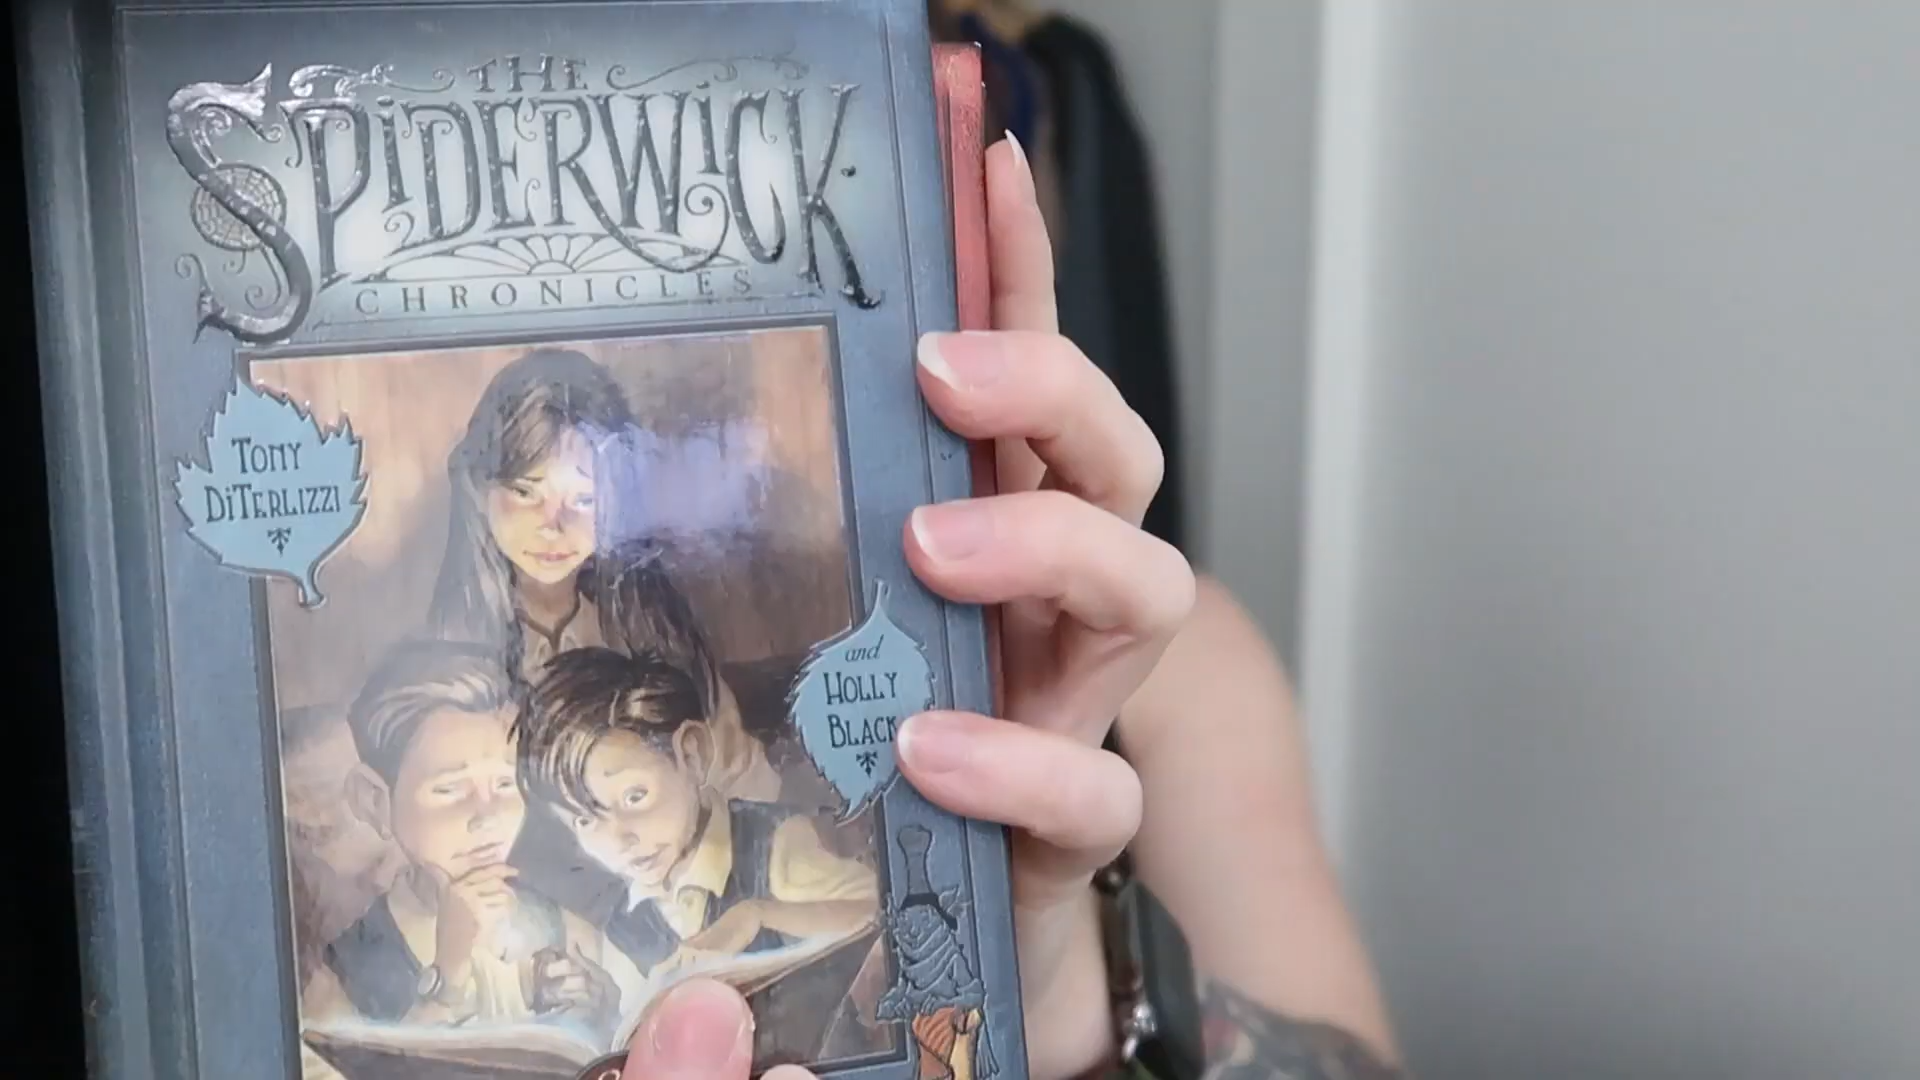 THE
SPiDERWiCK
CHRONICLES
TONY
DiTERLIZZI
and
HOLLY
BLACK